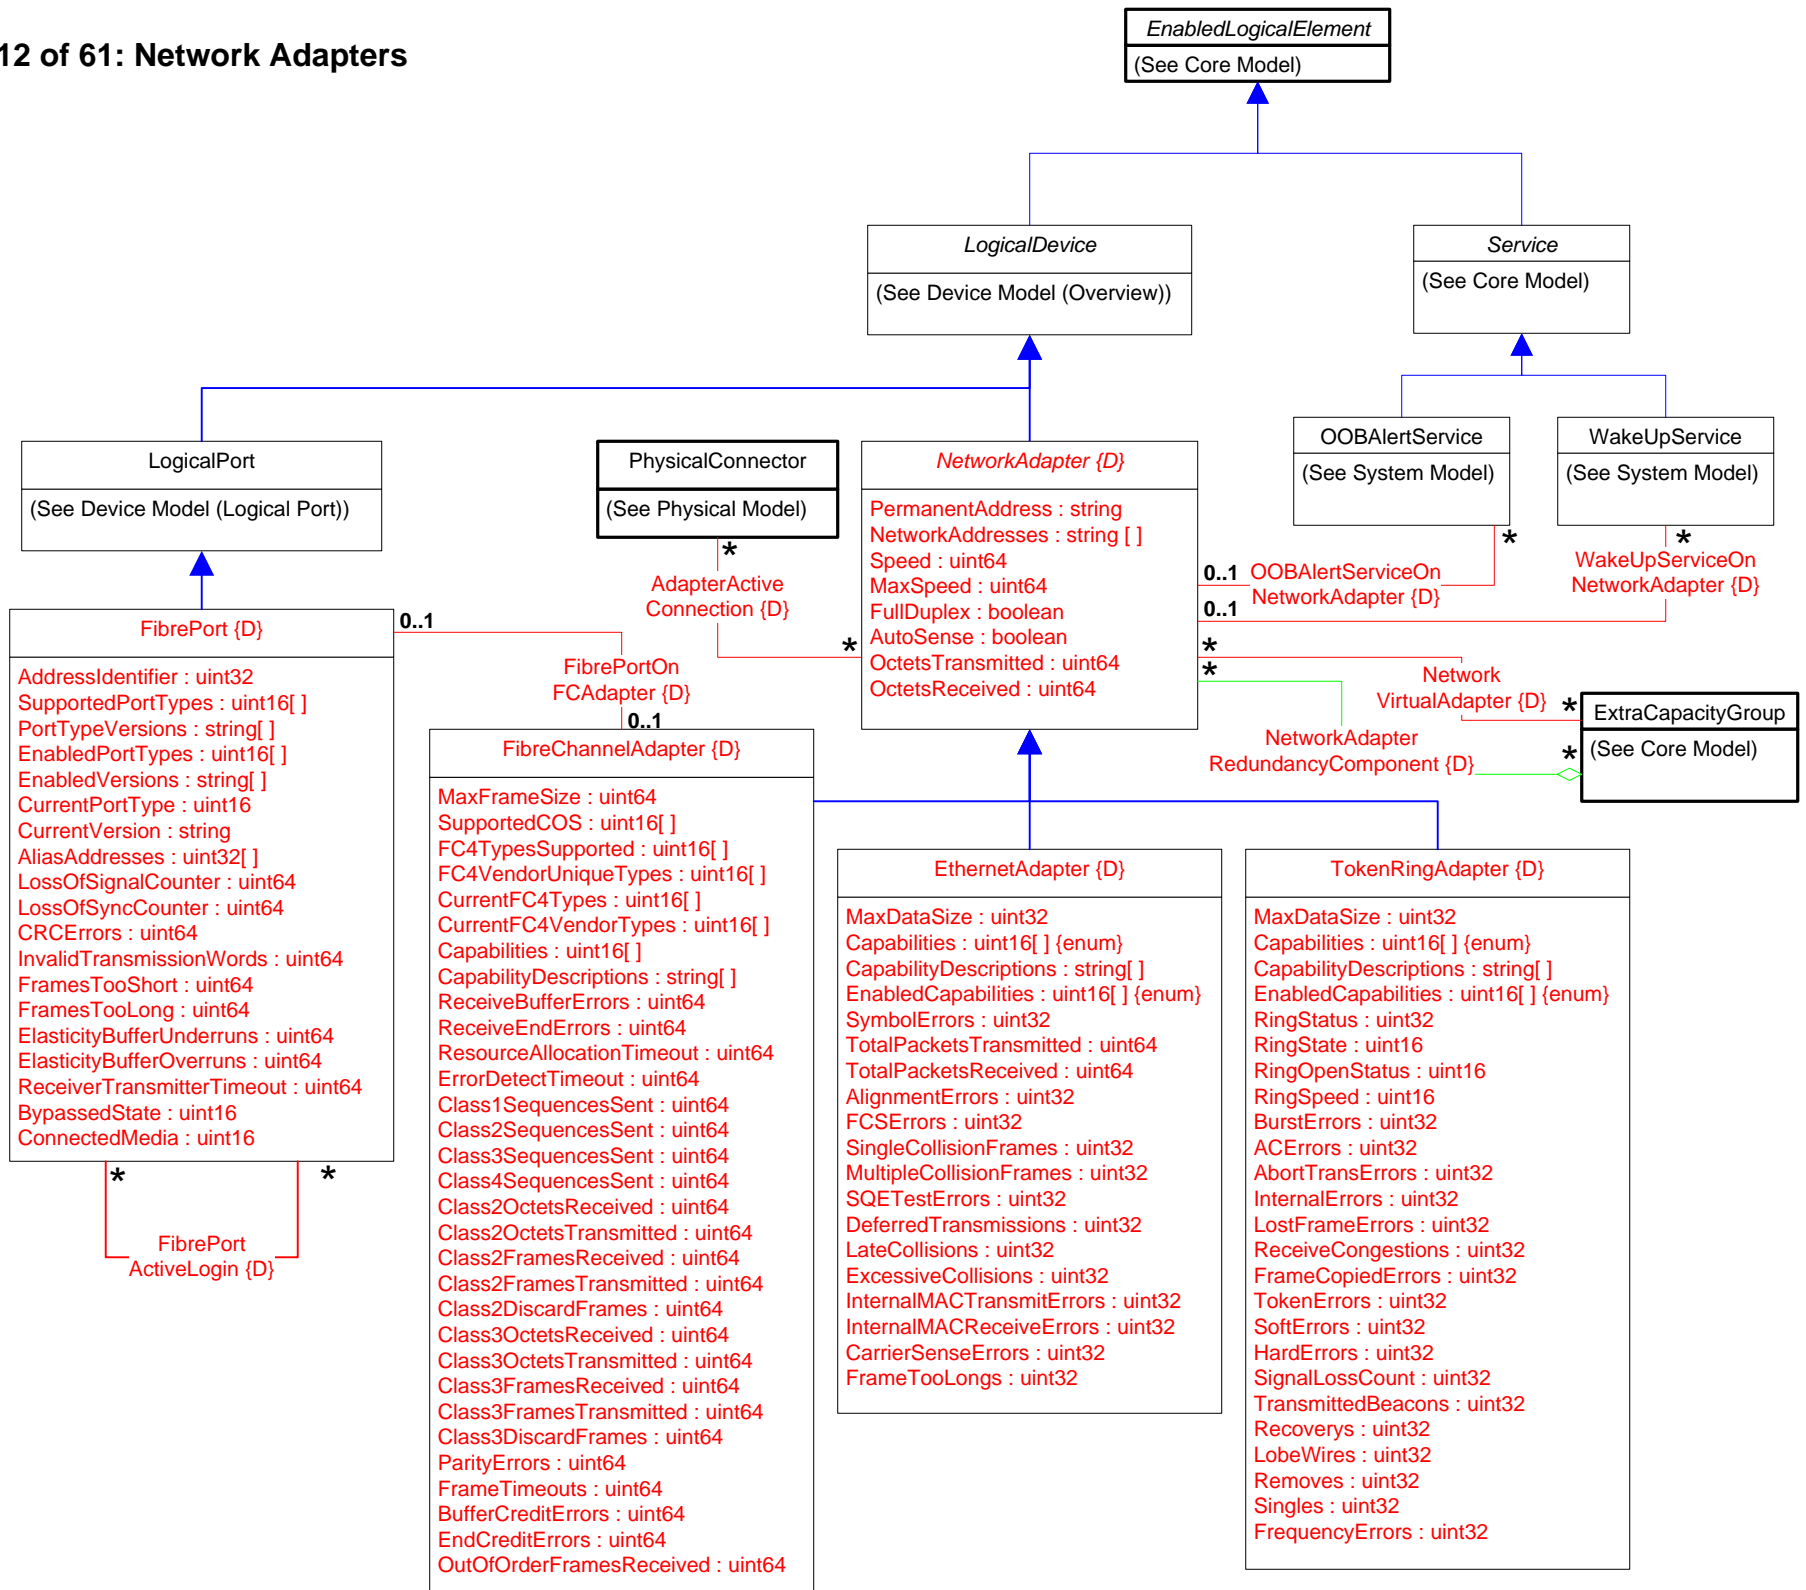 12 of 61: Network Adapters
EnabledLogicalElement
(See Core Model)
LogicalDevice
(See Device Model (Overview))
Service
(See Core Model)
LogicalPort
(See Device Model (Logical Port))
PhysicalConnector
(See Physical Model)
NetworkAdapter {D}
PermanentAddress : string
NetworkAddresses : string [ ]
Speed : uint64
MaxSpeed : uint64
FullDuplex : boolean
AutoSense : boolean
OctetsTransmitted : uint64
OctetsReceived : uint64
OOBAlertService
(See System Model)
WakeUpService
(See System Model)
*
AdapterActive
Connection {D}
*
*
0..1
OOBAlertServiceOn
NetworkAdapter {D}
*
WakeUpServiceOn
NetworkAdapter {D}
0..1
*
Network
VirtualAdapter {D}
*
*
NetworkAdapter
RedundancyComponent {D}
*
ExtraCapacityGroup
(See Core Model)
FibrePort {D}
AddressIdentifier : uint32
SupportedPortTypes : uint16[ ]
PortTypeVersions : string[ ]
EnabledPortTypes : uint16[ ]
EnabledVersions : string[ ]
CurrentPortType : uint16
CurrentVersion : string
AliasAddresses : uint32[ ]
LossOfSignalCounter : uint64
LossOfSyncCounter : uint64
CRCErrors : uint64
InvalidTransmissionWords : uint64
FramesTooShort : uint64
FramesTooLong : uint64
ElasticityBufferUnderruns : uint64
ElasticityBufferOverruns : uint64
ReceiverTransmitterTimeout : uint64
BypassedState : uint16
ConnectedMedia : uint16
*
*
FibrePort
ActiveLogin {D}
0..1
FibrePortOn
FCAdapter {D}
0..1
FibreChannelAdapter {D}
MaxFrameSize : uint64
SupportedCOS : uint16[ ]
FC4TypesSupported : uint16[ ]
FC4VendorUniqueTypes : uint16[ ]
CurrentFC4Types : uint16[ ]
CurrentFC4VendorTypes : uint16[ ]
Capabilities : uint16[ ]
CapabilityDescriptions : string[ ]
ReceiveBufferErrors : uint64
ReceiveEndErrors : uint64
ResourceAllocationTimeout : uint64
ErrorDetectTimeout : uint64
Class1SequencesSent : uint64
Class2SequencesSent : uint64
Class3SequencesSent : uint64
Class4SequencesSent : uint64
Class2OctetsReceived : uint64
Class2OctetsTransmitted : uint64
Class2FramesReceived : uint64
Class2FramesTransmitted : uint64
Class2DiscardFrames : uint64
Class3OctetsReceived : uint64
Class3OctetsTransmitted : uint64
Class3FramesReceived : uint64
Class3FramesTransmitted : uint64
Class3DiscardFrames : uint64
ParityErrors : uint64
FrameTimeouts : uint64
BufferCreditErrors : uint64
EndCreditErrors : uint64
OutOfOrderFramesReceived : uint64
EthernetAdapter {D}
MaxDataSize : uint32
Capabilities : uint16[ ] {enum}
CapabilityDescriptions : string[ ]
EnabledCapabilities : uint16[ ] {enum}
SymbolErrors : uint32
TotalPacketsTransmitted : uint64
TotalPacketsReceived : uint64
AlignmentErrors : uint32
FCSErrors : uint32
SingleCollisionFrames : uint32
MultipleCollisionFrames : uint32
SQETestErrors : uint32
DeferredTransmissions : uint32
LateCollisions : uint32
ExcessiveCollisions : uint32
InternalMACTransmitErrors : uint32
InternalMACReceiveErrors : uint32
CarrierSenseErrors : uint32
FrameTooLongs : uint32
TokenRingAdapter {D}
MaxDataSize : uint32
Capabilities : uint16[ ] {enum}
CapabilityDescriptions : string[ ]
EnabledCapabilities : uint16[ ] {enum}
RingStatus : uint32
RingState : uint16
RingOpenStatus : uint16
RingSpeed : uint16
BurstErrors : uint32
ACErrors : uint32
AbortTransErrors : uint32
InternalErrors : uint32
LostFrameErrors : uint32
ReceiveCongestions : uint32
FrameCopiedErrors : uint32
TokenErrors : uint32
SoftErrors : uint32
HardErrors : uint32
SignalLossCount : uint32
TransmittedBeacons : uint32
Recoverys : uint32
LobeWires : uint32
Removes : uint32
Singles : uint32
FrequencyErrors : uint32